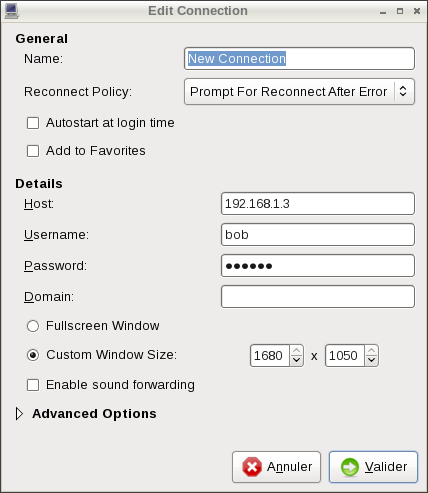 Edit Connection
General
Name: New Connection
Reconnect Policy: Prompt For Reconnect After Error
Autostart at login time
Add to Favorites
Details
Host: 192.168.1.3
Username: bob
Password: ●●●●●●
Domain:
Fullscreen Window
Custom Window Size: 1680 x 1050
Enable sound forwarding
Advanced Options
Annuler Valider